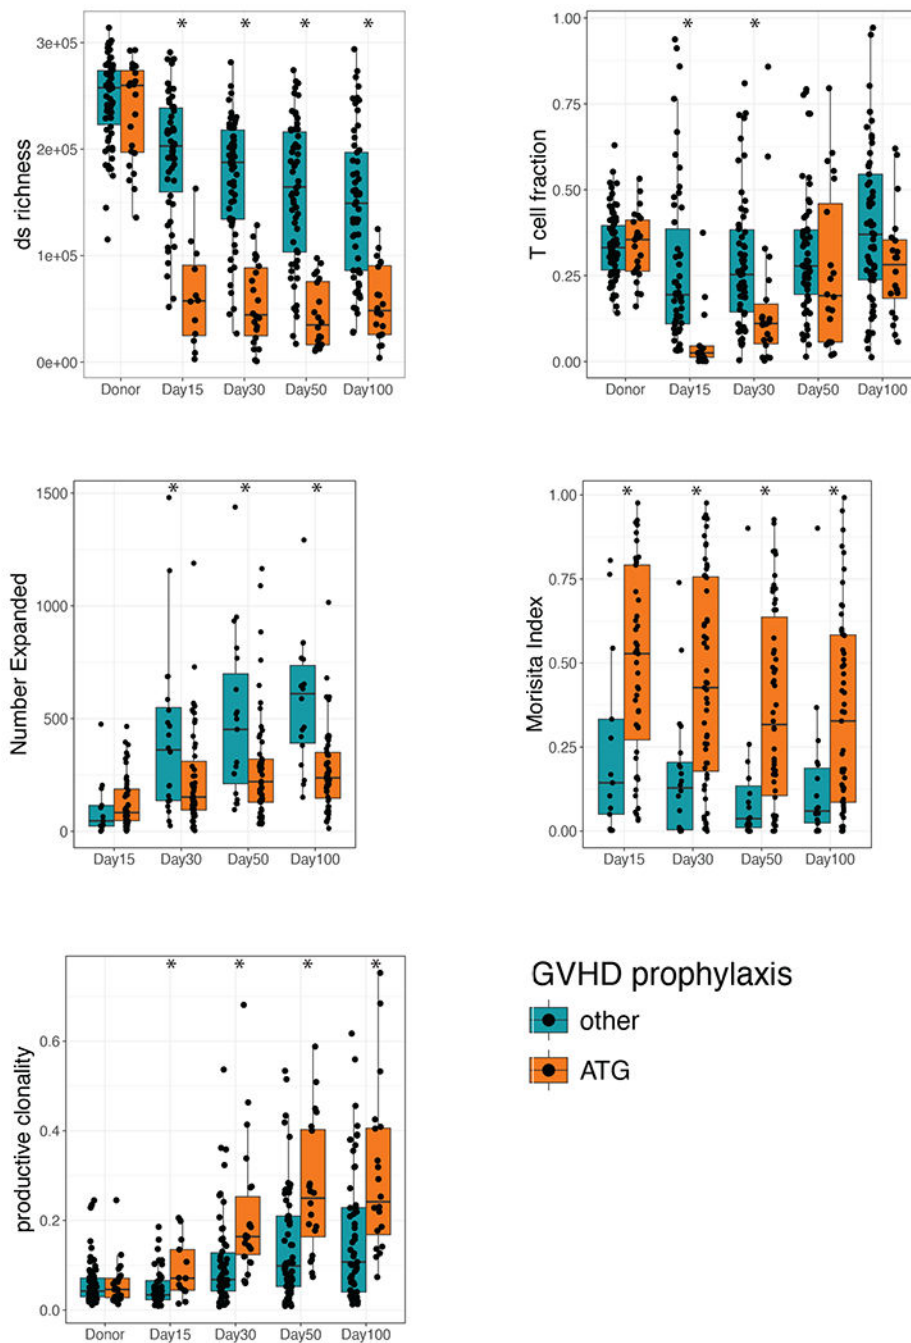 * * * *
ds richness
3e+05
2e+05
1e+05
0e+00
Donor Day15 Day30 Day50 Day100
* *
T cell fraction
1.00
0.75
0.50
0.25
0.00
Donor Day15 Day30 Day50 Day100
* * *
Number Expanded
1500
1000
500
0
Day15 Day30 Day50 Day100
* * * *
Morisita Index
1.00
0.75
0.50
0.25
0.00
Day15 Day30 Day50 Day100
* * * *
productive clonality
0.6
0.4
0.2
0.0
Donor Day15 Day30 Day50 Day100
GVHD prophylaxis
other
ATG